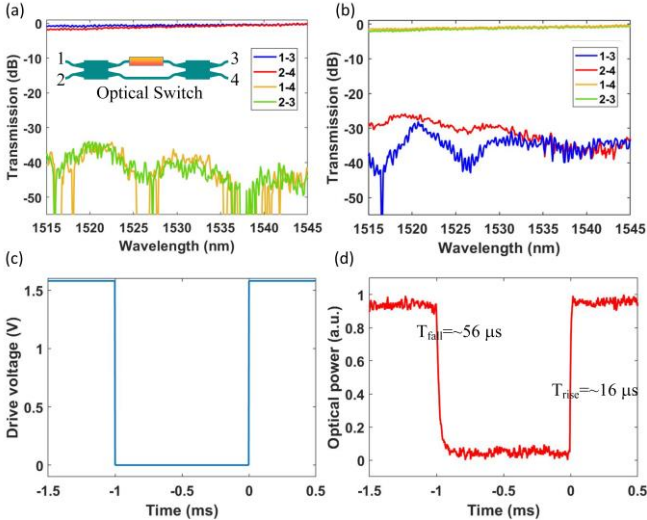 (a)
Transmission (dB)
0
-10
-20
-30
-40
-50
1
2
3
4
Optical Switch
1-3
2-4
1-4
2-3
1515 1520 1525 1530 1535 1540 1545
Wavelength (nm)
(b)
Transmission (dB)
0
-10
-20
-30
-40
-50
1-3
2-4
1-4
2-3
1515 1520 1525 1530 1535 1540 1545
Wavelength (nm)
(c)
Drive voltage (V)
1.5
1
0.5
0
-1.5 -1 -0.5 0 0.5
Time (ms)
(d)
Optical power (a.u.)
1
0.8
0.6
0.4
0.2
0
Tfall=~56 μs
Trise=~16 μs
-1.5 -1 -0.5 0 0.5
Time (ms)